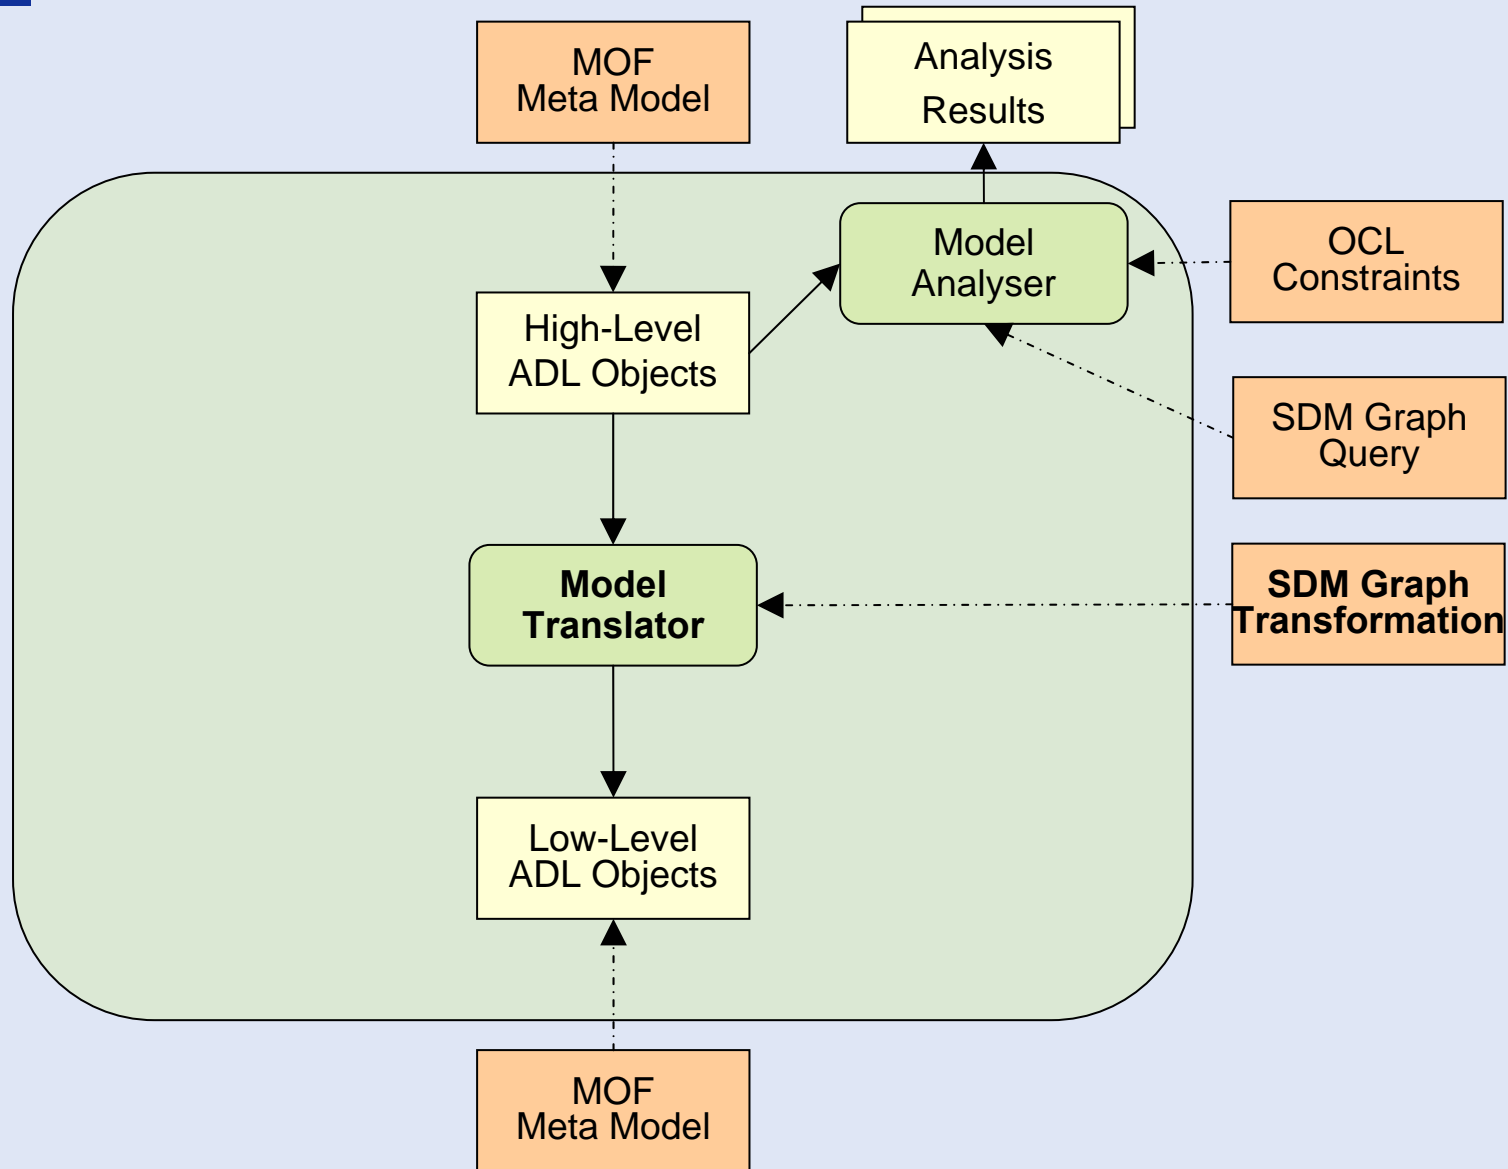 MOF
Meta Model
Analysis
Results
Model
Analyser
OCL
Constraints
High-Level
ADL Objects
SDM Graph
Query
Model
Translator
SDM Graph
Transformation
Low-Level
ADL Objects
MOF
Meta Model